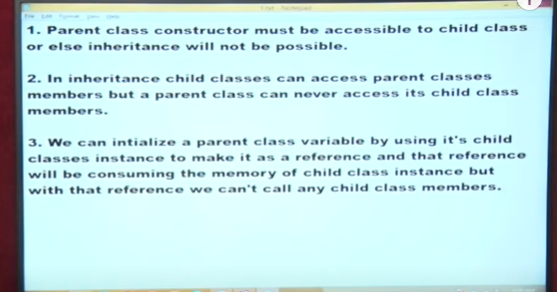 1. Parent class constructor must be accessible to child class
or else inheritance will not be possible.
2. In inheritance child classes can access parent classes
members but a parent class can never access its child class
members.
3. We can intialize a parent class variable by using it's child
classes instance to make it as a reference and that reference
will be consuming the memory of child class instance but
with that reference we can't call any child class members.